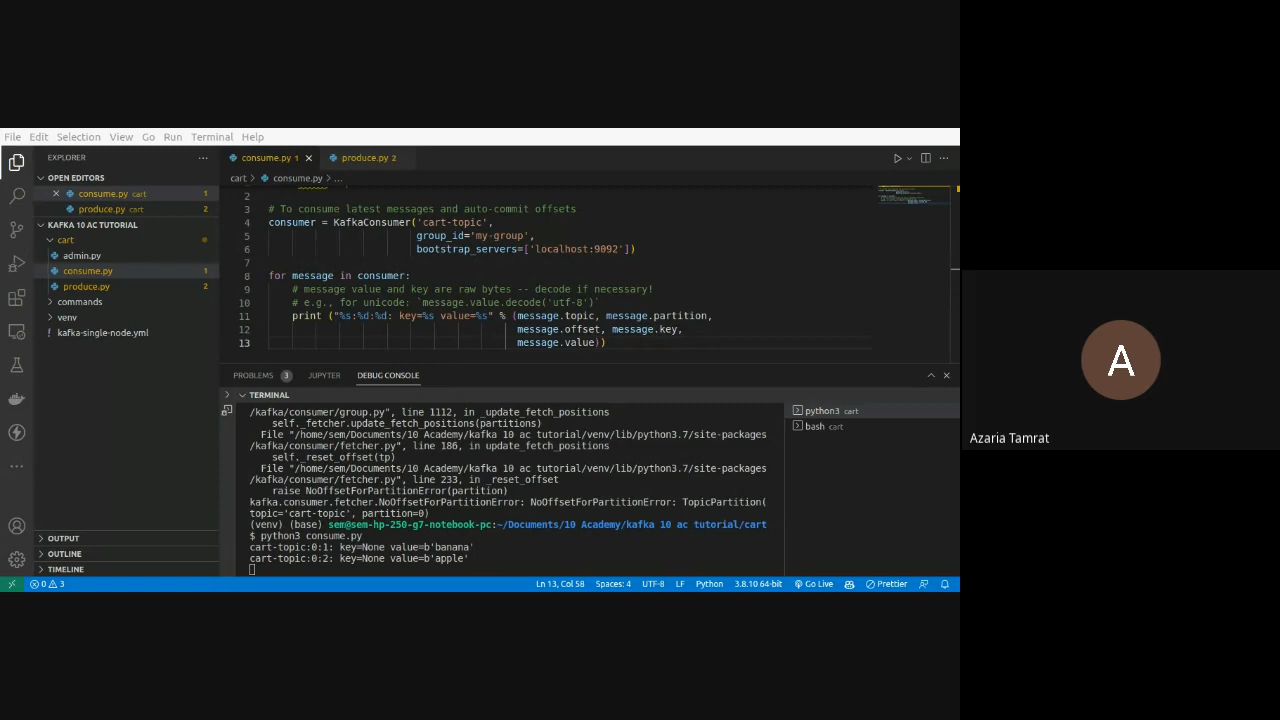 File Edit Selection View Go Run Terminal Help
EXPLORER
OPEN EDITORS
consume.py cart 1
produce.py cart 2
KAFKA 10 AC TUTORIAL
cart
admin.py
consume.py 1
produce.py 2
commands
venv
kafka-single-node.yml
OUTPUT
OUTLINE
TIMELINE
consume.py 1
produce.py 2
cart > consume.py > ...
2
3 # To consume latest messages and auto-commit offsets
4 consumer = KafkaConsumer('cart-topic',
5 group_id='my-group',
6 bootstrap_servers=['localhost:9092'])
7
8 for message in consumer:
9 # message value and key are raw bytes -- decode if necessary!
10 # e.g., for unicode: `message.value.decode('utf-8')`
11 print ("%s:%d:%d: key=%s value=%s" % (message.topic, message.partition,
12 message.offset, message.key,
13 message.value))
PROBLEMS 3 JUPYTER DEBUG CONSOLE
TERMINAL
/kafka/consumer/group.py", line 1112, in _update_fetch_positions
self._fetcher.update_fetch_positions(partitions)
File "/home/sem/Documents/10 Academy/kafka 10 ac tutorial/venv/lib/python3.7/site-packages
/kafka/consumer/fetcher.py", line 186, in update_fetch_positions
self._reset_offset(tp)
File "/home/sem/Documents/10 Academy/kafka 10 ac tutorial/venv/lib/python3.7/site-packages
/kafka/consumer/fetcher.py", line 233, in _reset_offset
raise NoOffsetForPartitionError(partition)
kafka.consumer.fetcher.NoOffsetForPartitionError: NoOffsetForPartitionError: TopicPartition(
topic='cart-topic', partition=0)
(venv) (base) sem@sem-hp-250-g7-notebook-pc:~/Documents/10 Academy/kafka 10 ac tutorial/cart
$ python3 consume.py
cart-topic:0:1: key=None value=b'banana'
cart-topic:0:2: key=None value=b'apple'
python3 cart
bash cart
0 3 Ln 13, Col 58 Spaces: 4 UTF-8 LF Python 3.8.10 64-bit Go Live Prettier
A
Azaria Tamrat